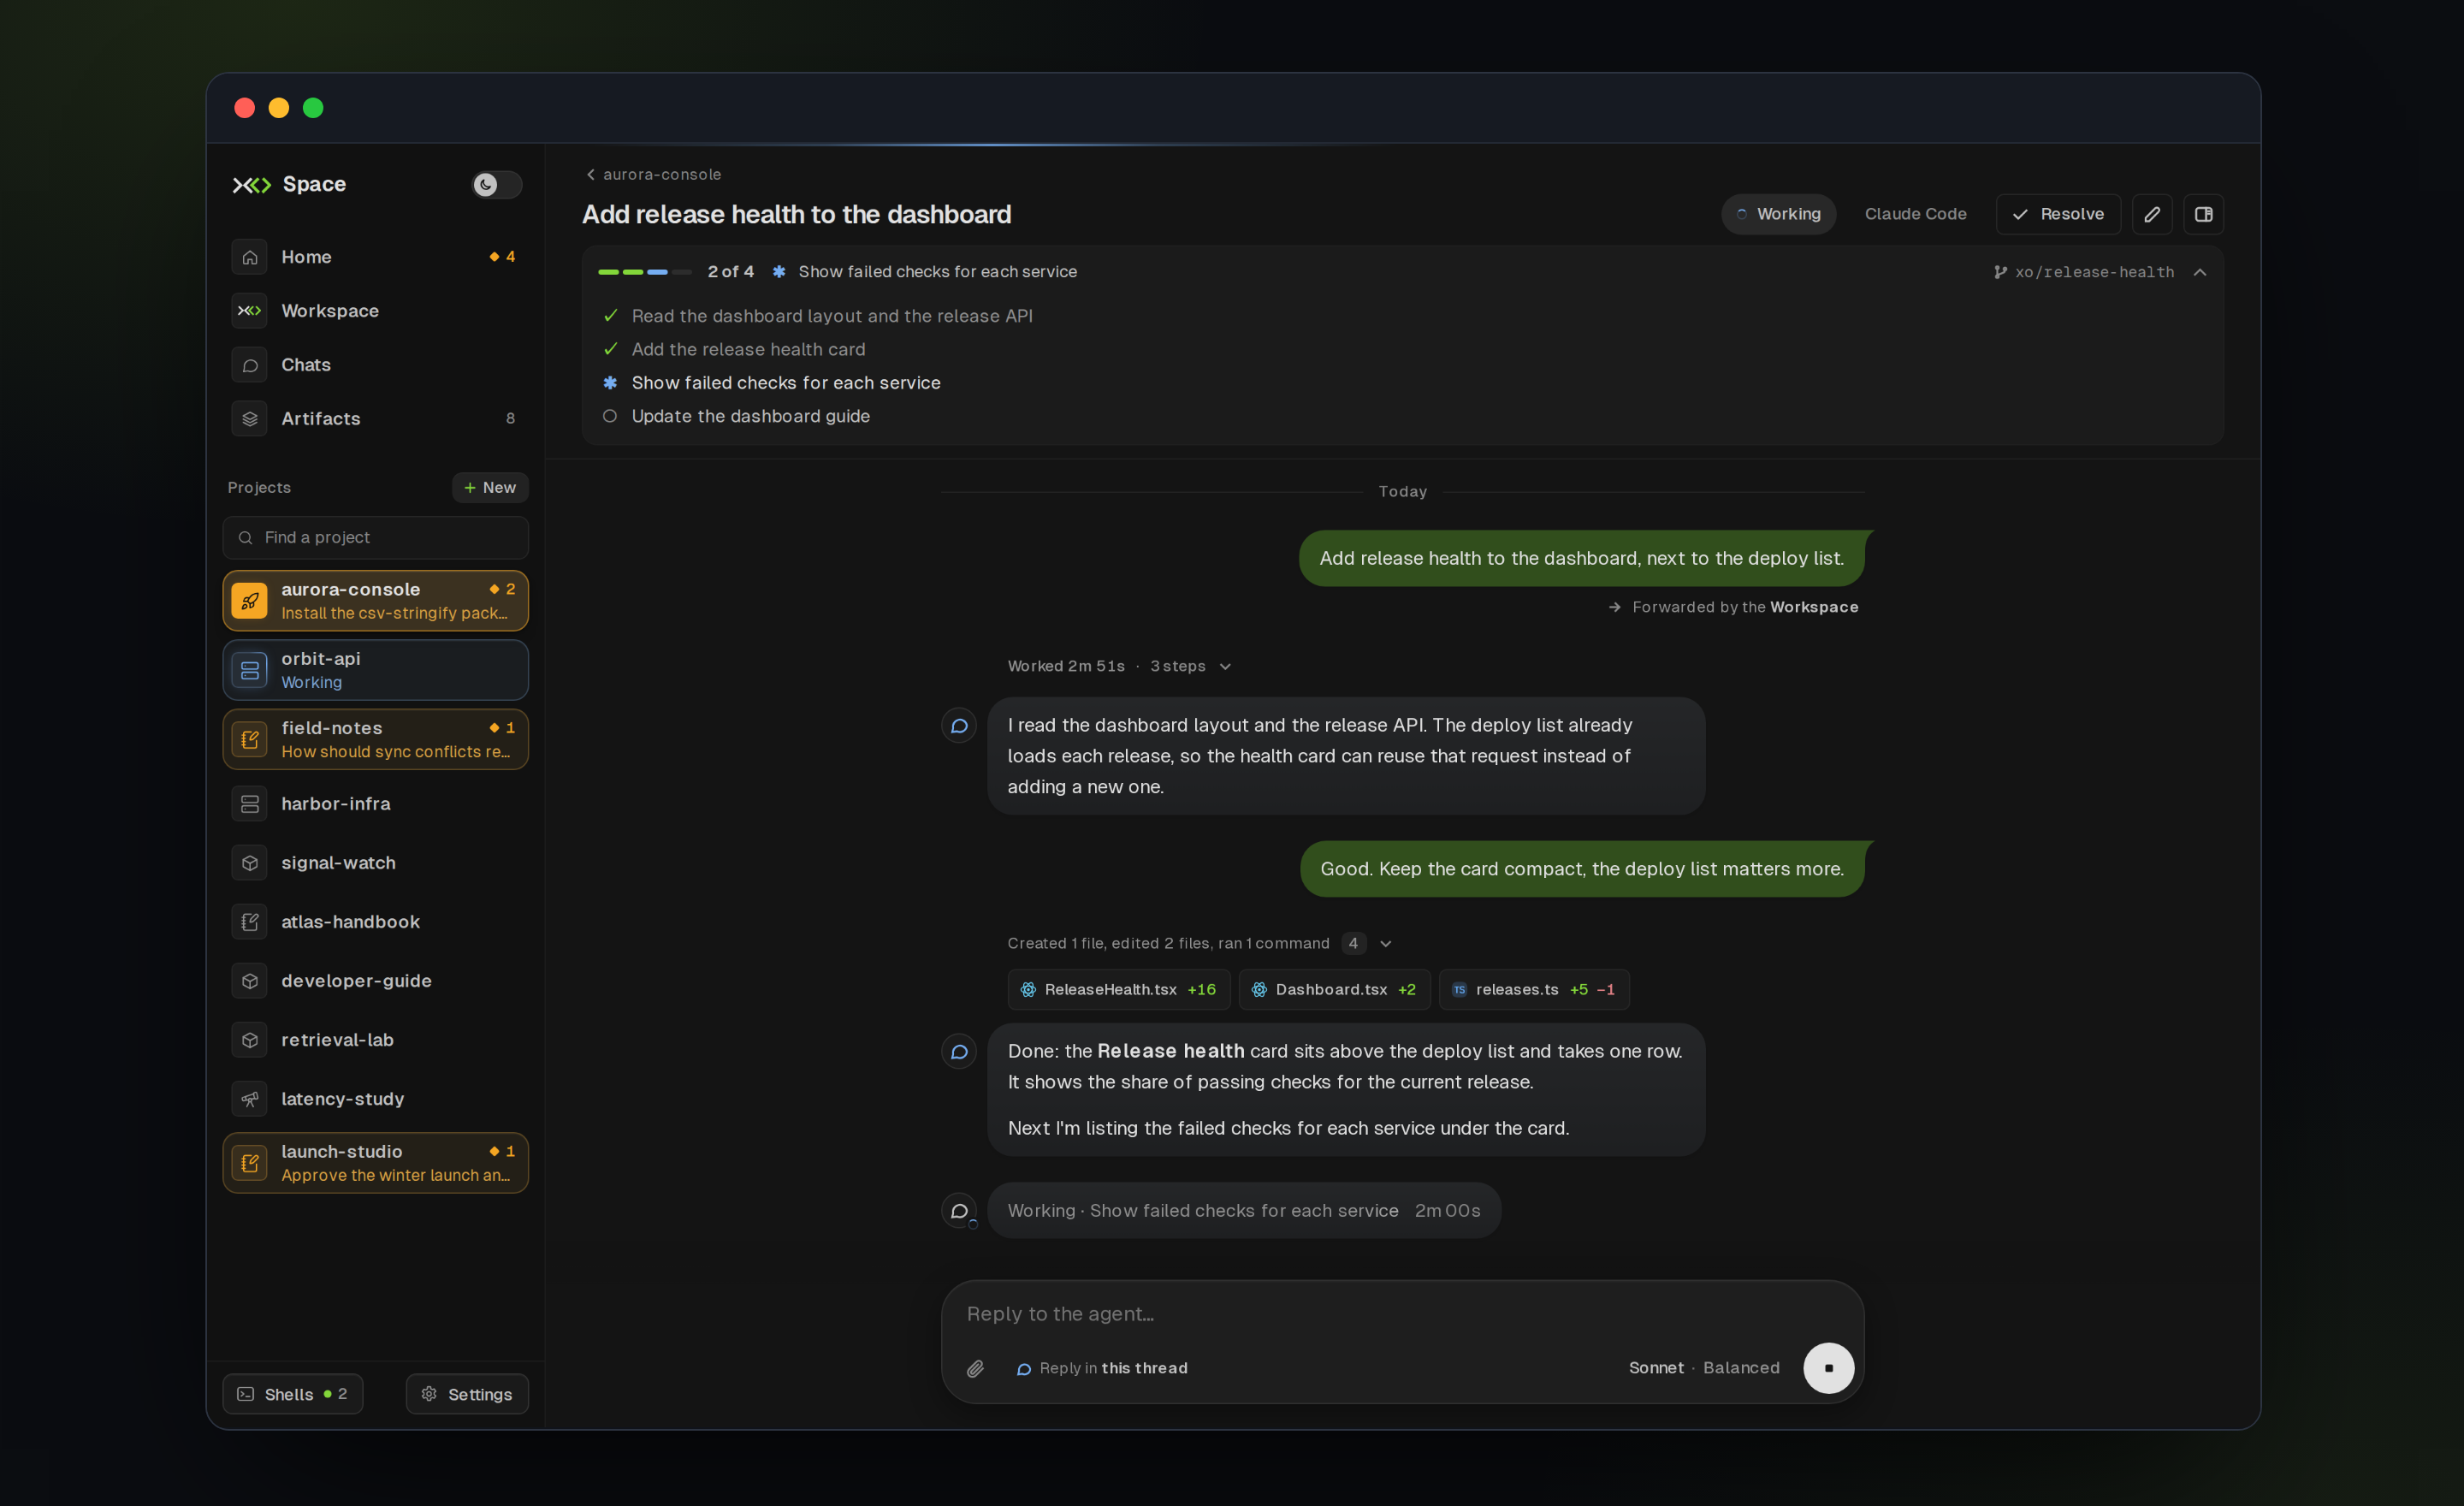 Space
Home 4
Workspace
Chats
Artifacts 8
Projects
+ New
Find a project
aurora-console 2
Install the csv-stringify pack...
orbit-api
Working
field-notes 1
How should sync conflicts re...
harbor-infra
signal-watch
atlas-handbook
developer-guide
retrieval-lab
latency-study
launch-studio 1
Approve the winter launch an...
Shells 2
Settings
aurora-console
Add release health to the dashboard
Working
Claude Code
Resolve
2 of 4 Show failed checks for each service
xo/release-health
Read the dashboard layout and the release API
Add the release health card
Show failed checks for each service
Update the dashboard guide
Today
Add release health to the dashboard, next to the deploy list.
Forwarded by the Workspace
Worked 2m 51s · 3 steps
I read the dashboard layout and the release API. The deploy list already
loads each release, so the health card can reuse that request instead of
adding a new one.
Good. Keep the card compact, the deploy list matters more.
Created 1 file, edited 2 files, ran 1 command 4
ReleaseHealth.tsx +16
Dashboard.tsx +2
TS releases.ts +5 −1
Done: the Release health card sits above the deploy list and takes one row.
It shows the share of passing checks for the current release.
Next I'm listing the failed checks for each service under the card.
Working · Show failed checks for each service 2m 00s
Reply to the agent...
Reply in this thread
Sonnet · Balanced